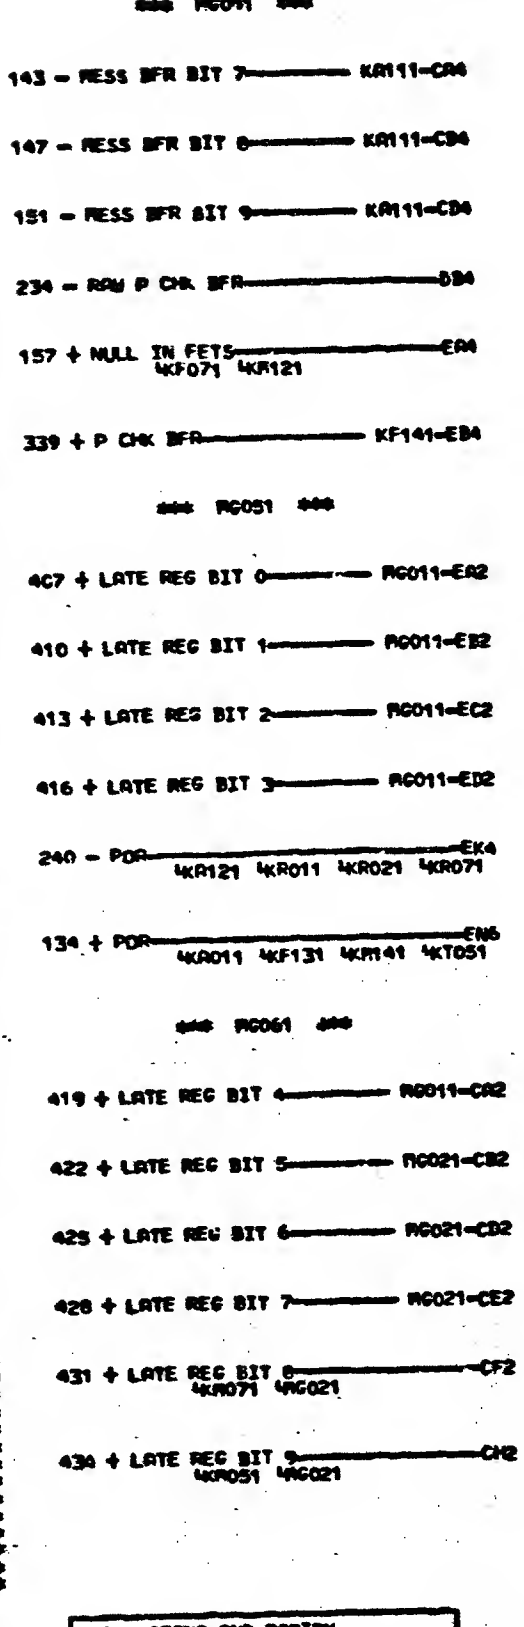 *** MG041 ***
143 - MESS BFR BIT 7 KA111-CA4
147 - MESS BFR BIT 8 KA111-CB4
151 - MESS BFR BIT 9 KA111-CD4
234 - RAW P CHK BFR DB4
157 + NULL IN FETS EA4
4KF071 4KA121
339 + P CHK BFR KF141-EB4
*** MG051 ***
407 + LATE REG BIT 0 MG011-EA2
410 + LATE REG BIT 1 MG011-EB2
413 + LATE REG BIT 2 MG011-EC2
416 + LATE REG BIT 3 MG011-ED2
240 - POR EK4
4KA121 4KR011 4KR021 4KR071
134 + POR EN6
4KA011 4KF131 4KM141 4KT051
*** MG061 ***
419 + LATE REG BIT 4 MG011-CA2
422 + LATE REG BIT 5 MG021-CB2
425 + LATE REG BIT 6 MG021-CD2
428 + LATE REG BIT 7 MG021-CE2
431 + LATE REG BIT 8 CF2
4KA071 4MG021
434 + LATE REG BIT 9 CM2
4KA051 4MG021